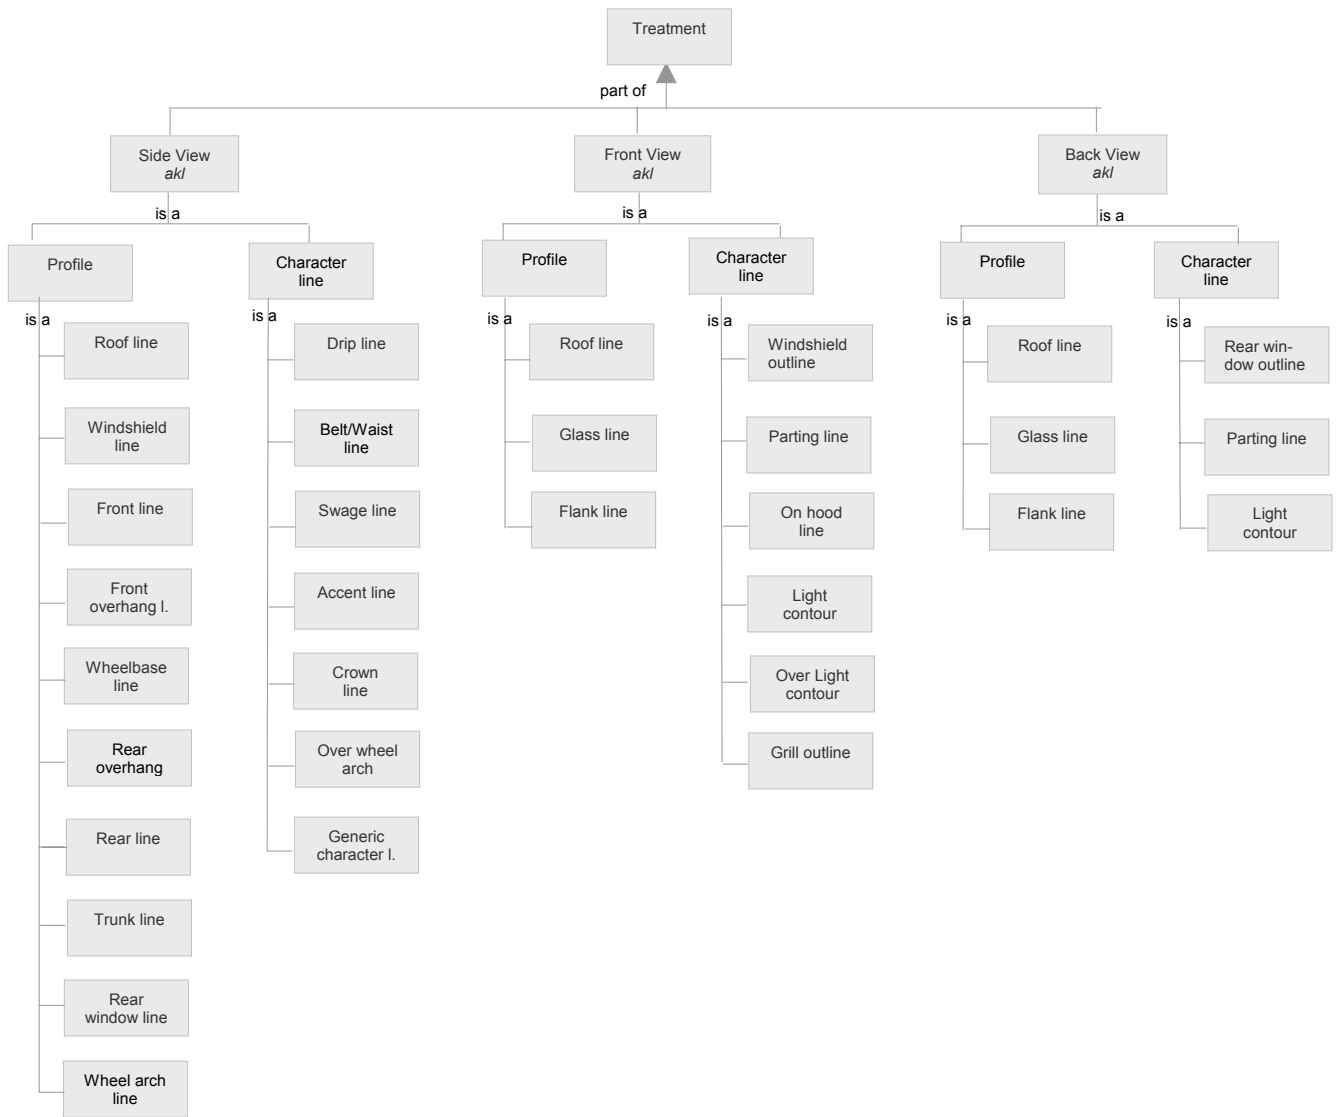 Treatment
part of
Side View
akl
Front View
akl
Back View
akl
is a
is a
is a
Profile
Character
line
Profile
Character
line
Profile
Character
line
is a
Roof line
Windshield
line
Front line
Front
overhang l.
Wheelbase
line
Rear
overhang
Rear line
Trunk line
Rear
window line
Wheel arch
line
is a
Drip line
Belt/Waist
line
Swage line
Accent line
Crown
line
Over wheel
arch
Generic
character l.
is a
Roof line
Glass line
Flank line
is a
Windshield
outline
Parting line
On hood
line
Light
contour
Over Light
contour
Grill outline
is a
Roof line
Glass line
Flank line
is a
Rear win-
dow outline
Parting line
Light
contour